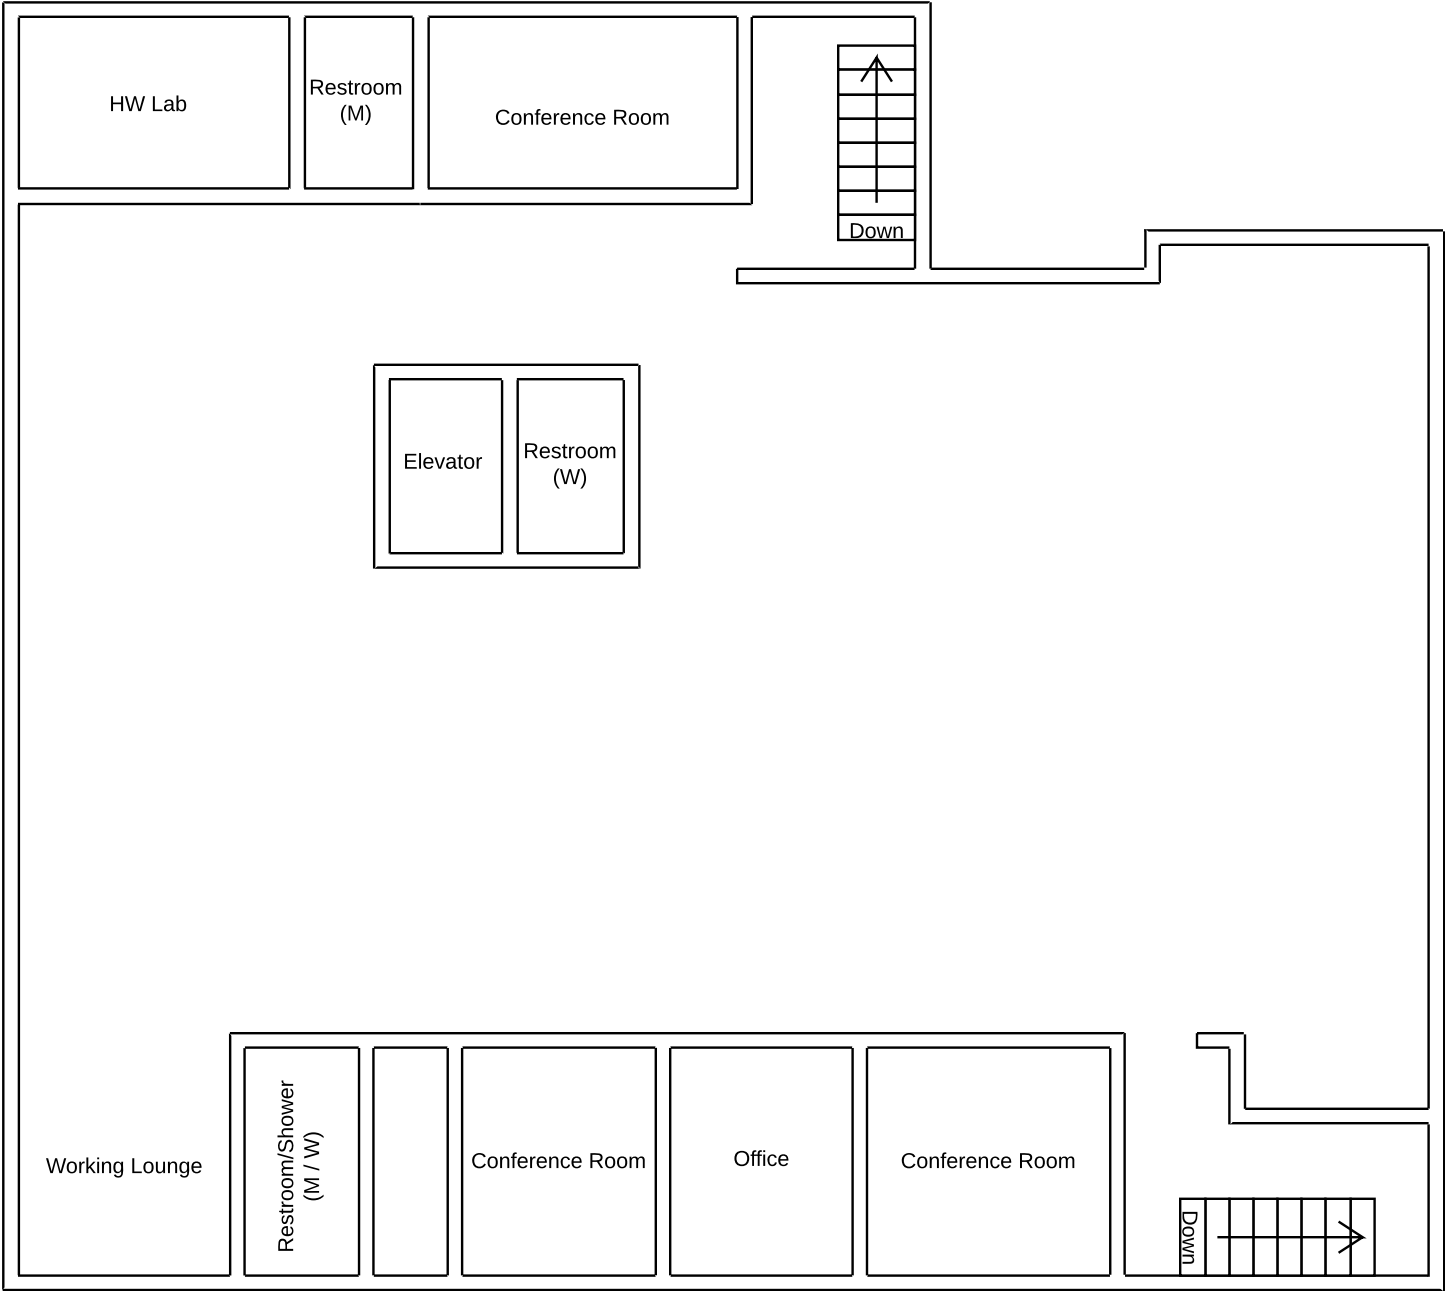 HW Lab
Restroom
(M)
Conference Room
Down
Elevator
Restroom
(W)
Working Lounge
Restroom/Shower
(M / W)
Conference Room
Office
Conference Room
Down